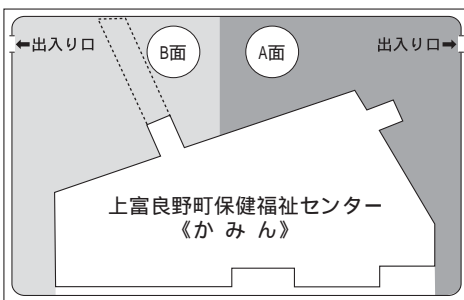 ←出入り口
B面
A面
出入り口→
上富良野町保健福祉センター
《かみん》